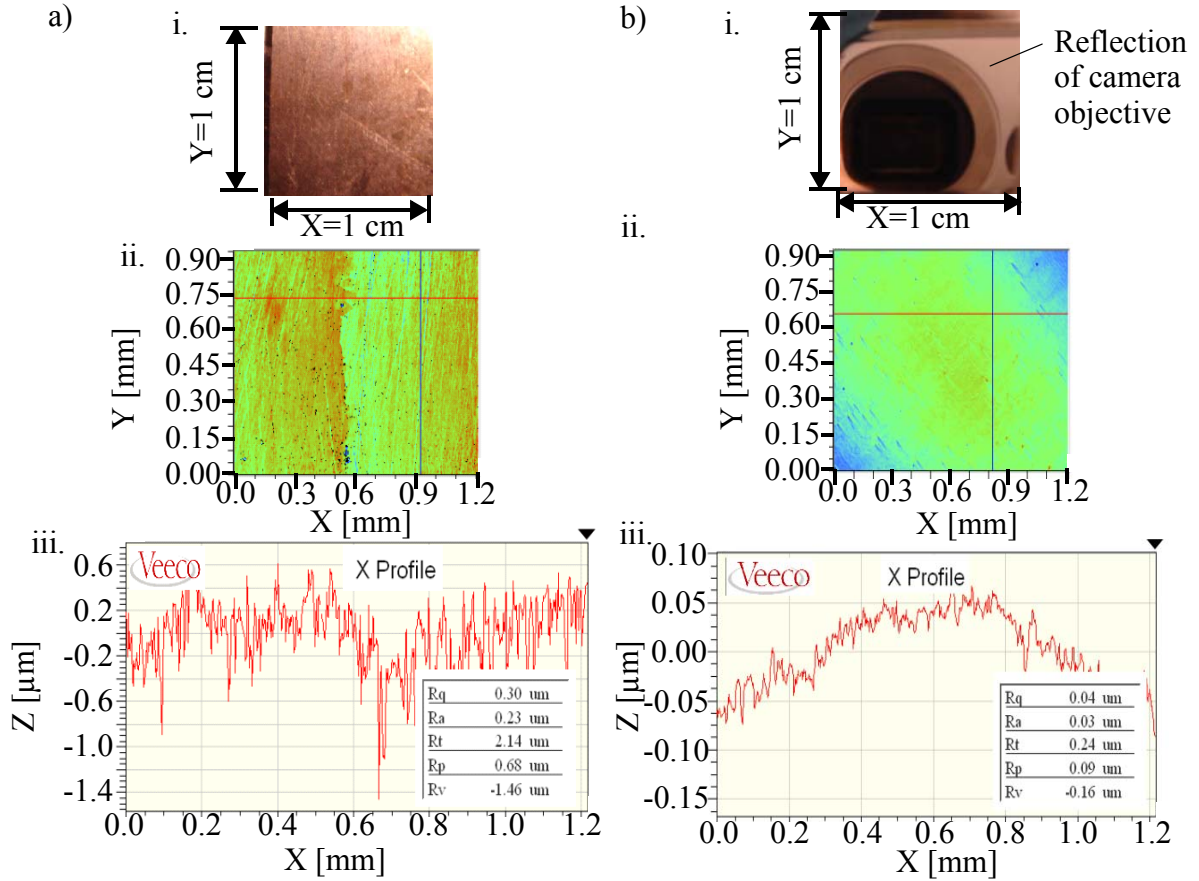 a)
i.
Y=1 cm
X=1 cm
ii.
Y [mm]
0.90
0.75
0.60
0.45
0.30
0.15
0.00
0.0 0.3 0.6 0.9 1.2
X [mm]
iii.
Veeco
X Profile
Z [µm]
0.6
0.2
-0.2
-0.6
-1.0
-1.4
Rq 0.30 um
Ra 0.23 um
Rt 2.14 um
Rp 0.68 um
Rv -1.46 um
0.0 0.2 0.4 0.6 0.8 1.0 1.2
X [mm]
b)
i.
Y=1 cm
X=1 cm
Reflection
of camera
objective
ii.
Y [mm]
0.90
0.75
0.60
0.45
0.30
0.15
0.00
0.0 0.3 0.6 0.9 1.2
X [mm]
iii.
Veeco
X Profile
Z [µm]
0.10
0.05
0.00
-0.05
-0.10
-0.15
Rq 0.04 um
Ra 0.03 um
Rt 0.24 um
Rp 0.09 um
Rv -0.16 um
0.0 0.2 0.4 0.6 0.8 1.0 1.2
X [mm]